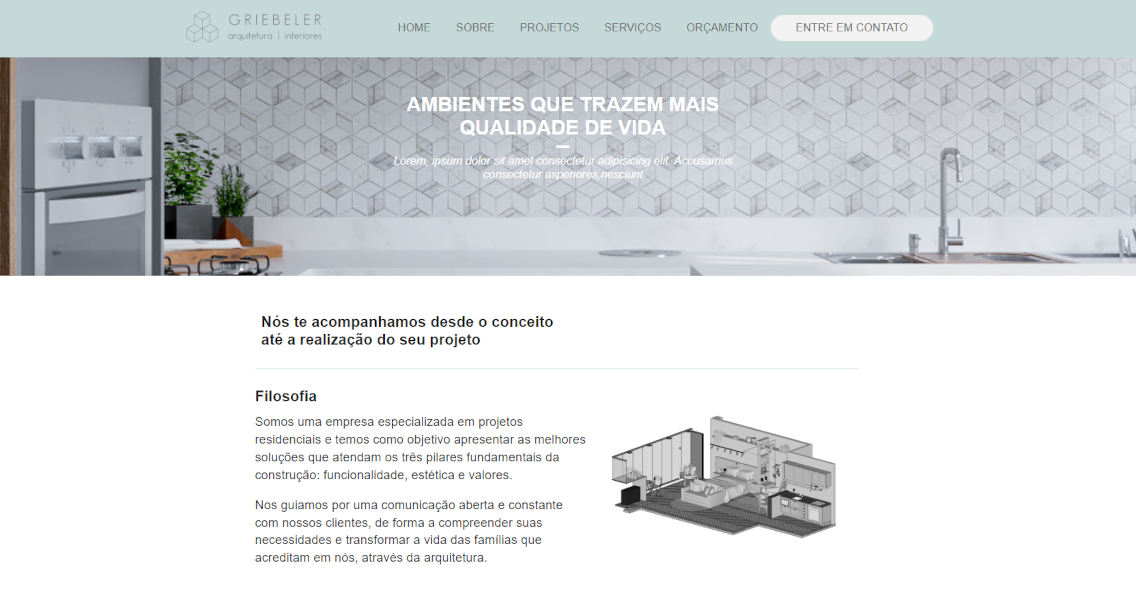 GRIEBELER
arquitetura | interiores
HOME SOBRE PROJETOS SERVIÇOS ORÇAMENTO ENTRE EM CONTATO
AMBIENTES QUE TRAZEM MAIS
QUALIDADE DE VIDA
Lorem, ipsum dolor sit amet consectetur adipisicing elit. Accusamus
consectetur asperiores,nesciunt.
Nós te acompanhamos desde o conceito
até a realização do seu projeto
Filosofia
Somos uma empresa especializada em projetos
residenciais e temos como objetivo apresentar as melhores
soluções que atendam os três pilares fundamentais da
construção: funcionalidade, estética e valores.
Nos guiamos por uma comunicação aberta e constante
com nossos clientes, de forma a compreender suas
necessidades e transformar a vida das famílias que
acreditam em nós, através da arquitetura.